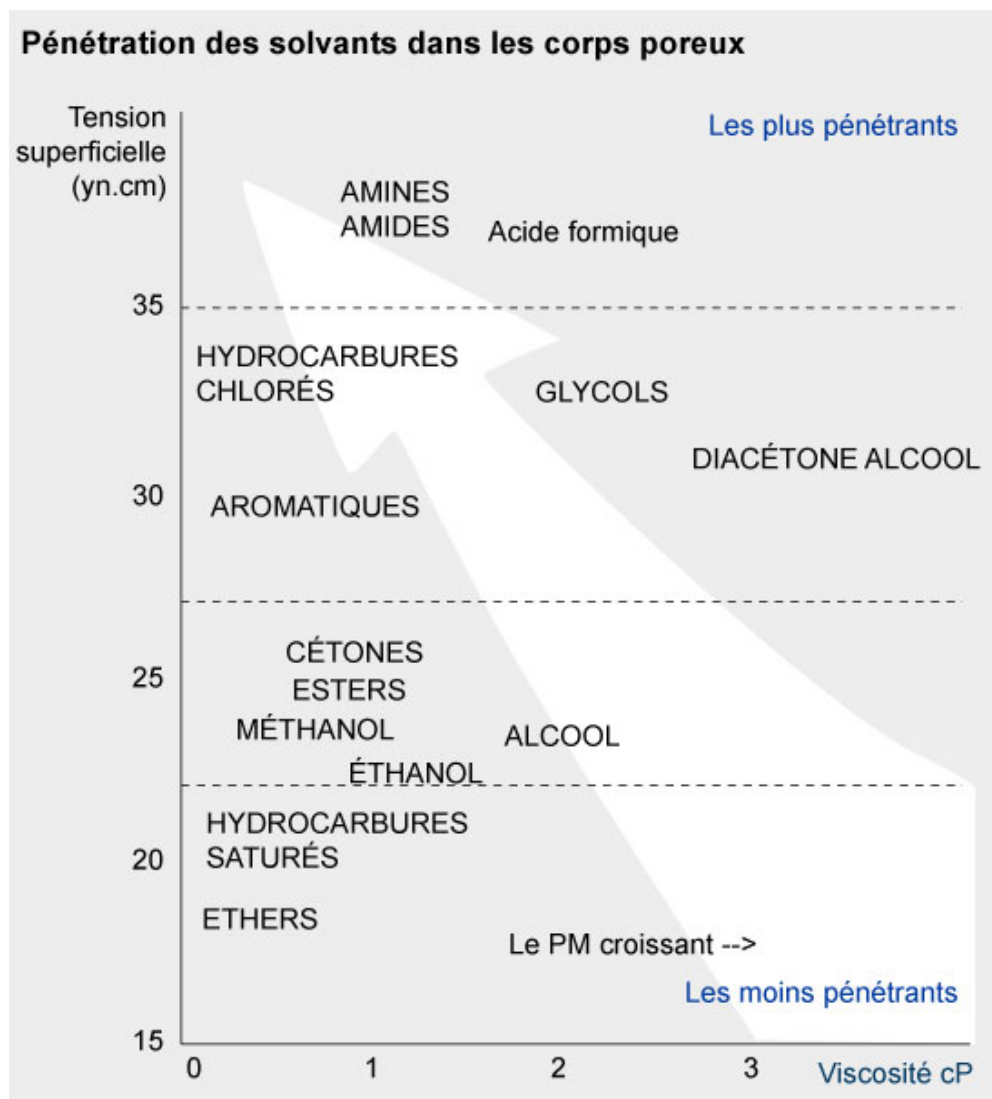 Pénétration des solvants dans les corps poreux
Tension
superficielle
(yn.cm)
Les plus pénétrants
AMINES
AMIDES
Acide formique
35
HYDROCARBURES
CHLORÉS
GLYCOLS
DIACÉTONE ALCOOL
30
AROMATIQUES
CÉTONES
25
ESTERS
MÉTHANOL
ALCOOL
ÉTHANOL
HYDROCARBURES
SATURÉS
20
ETHERS
Le PM croissant -->
Les moins pénétrants
15
0 1 2 3 Viscosité cP